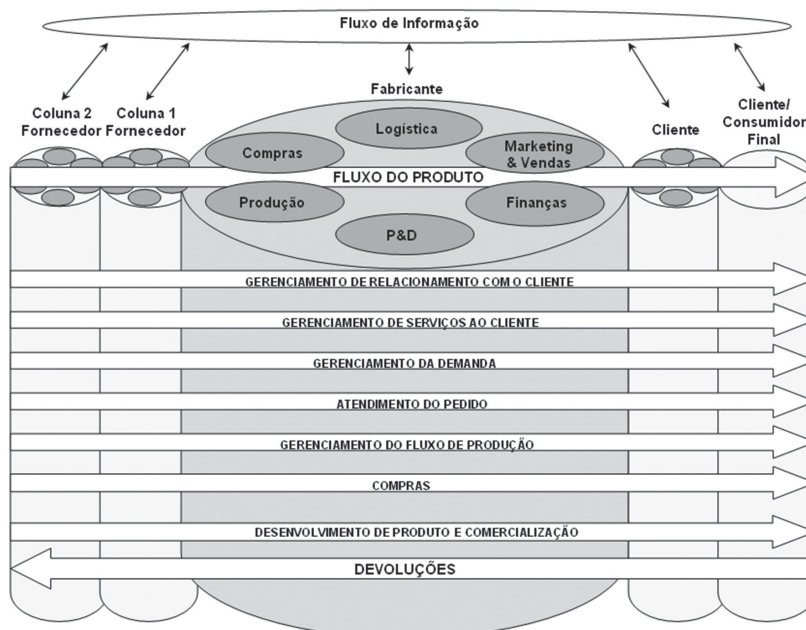 Fluxo de Informação
Coluna 2
Fornecedor
Coluna 1
Fornecedor
Fabricante
Cliente
Cliente/
Consumidor
Final
Logística
Compras
Marketing
& Vendas
FLUXO DO PRODUTO
Produção
Finanças
P&D
GERENCIAMENTO DE RELACIONAMENTO COM O CLIENTE
GERENCIAMENTO DE SERVIÇOS AO CLIENTE
GERENCIAMENTO DA DEMANDA
ATENDIMENTO DO PEDIDO
GERENCIAMENTO DO FLUXO DE PRODUÇÃO
COMPRAS
DESENVOLVIMENTO DE PRODUTO E COMERCIALIZAÇÃO
DEVOLUÇÕES